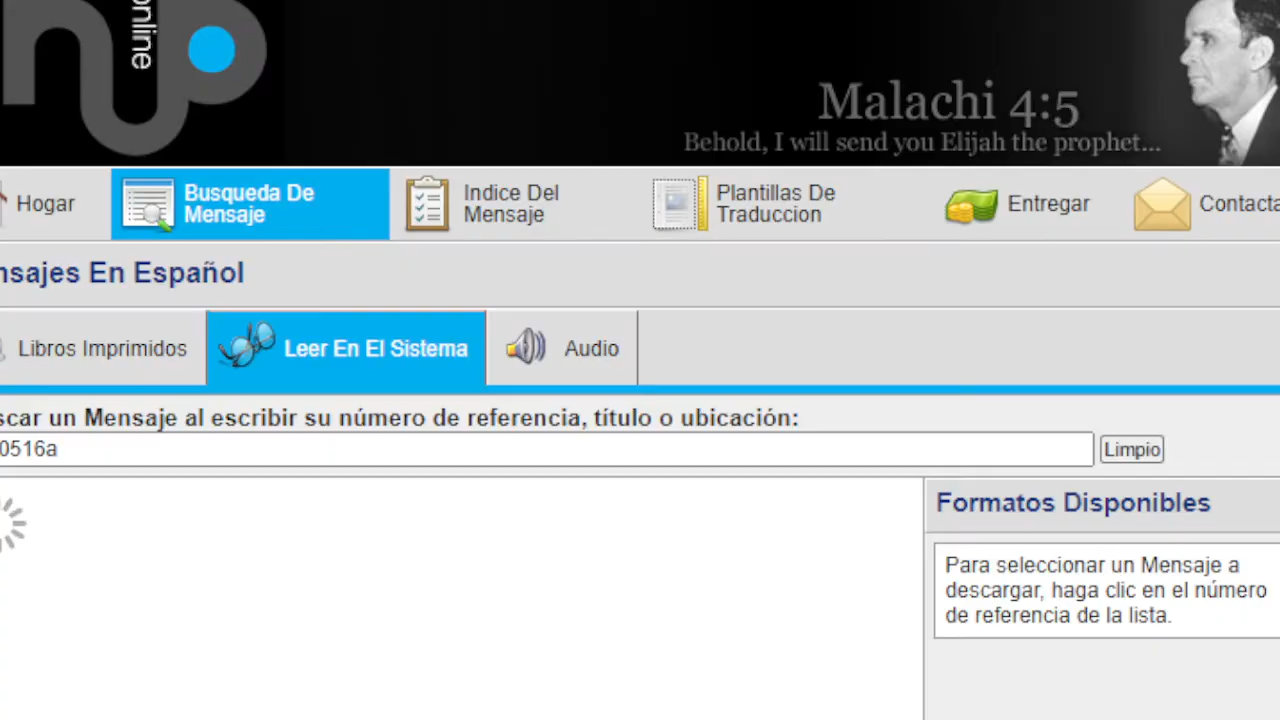 online
Malachi 4:5
Behold, I will send you Elijah the prophet...
Hogar
Busqueda De
Mensaje
Indice Del
Mensaje
Plantillas De
Traduccion
Entregar
Contacta
nsajes En Español
Libros Imprimidos
Leer En El Sistema
Audio
scar un Mensaje al escribir su número de referencia, título o ubicación:
0516a
Limpio
Formatos Disponibles
Para seleccionar un Mensaje a
descargar, haga clic en el número
de referencia de la lista.